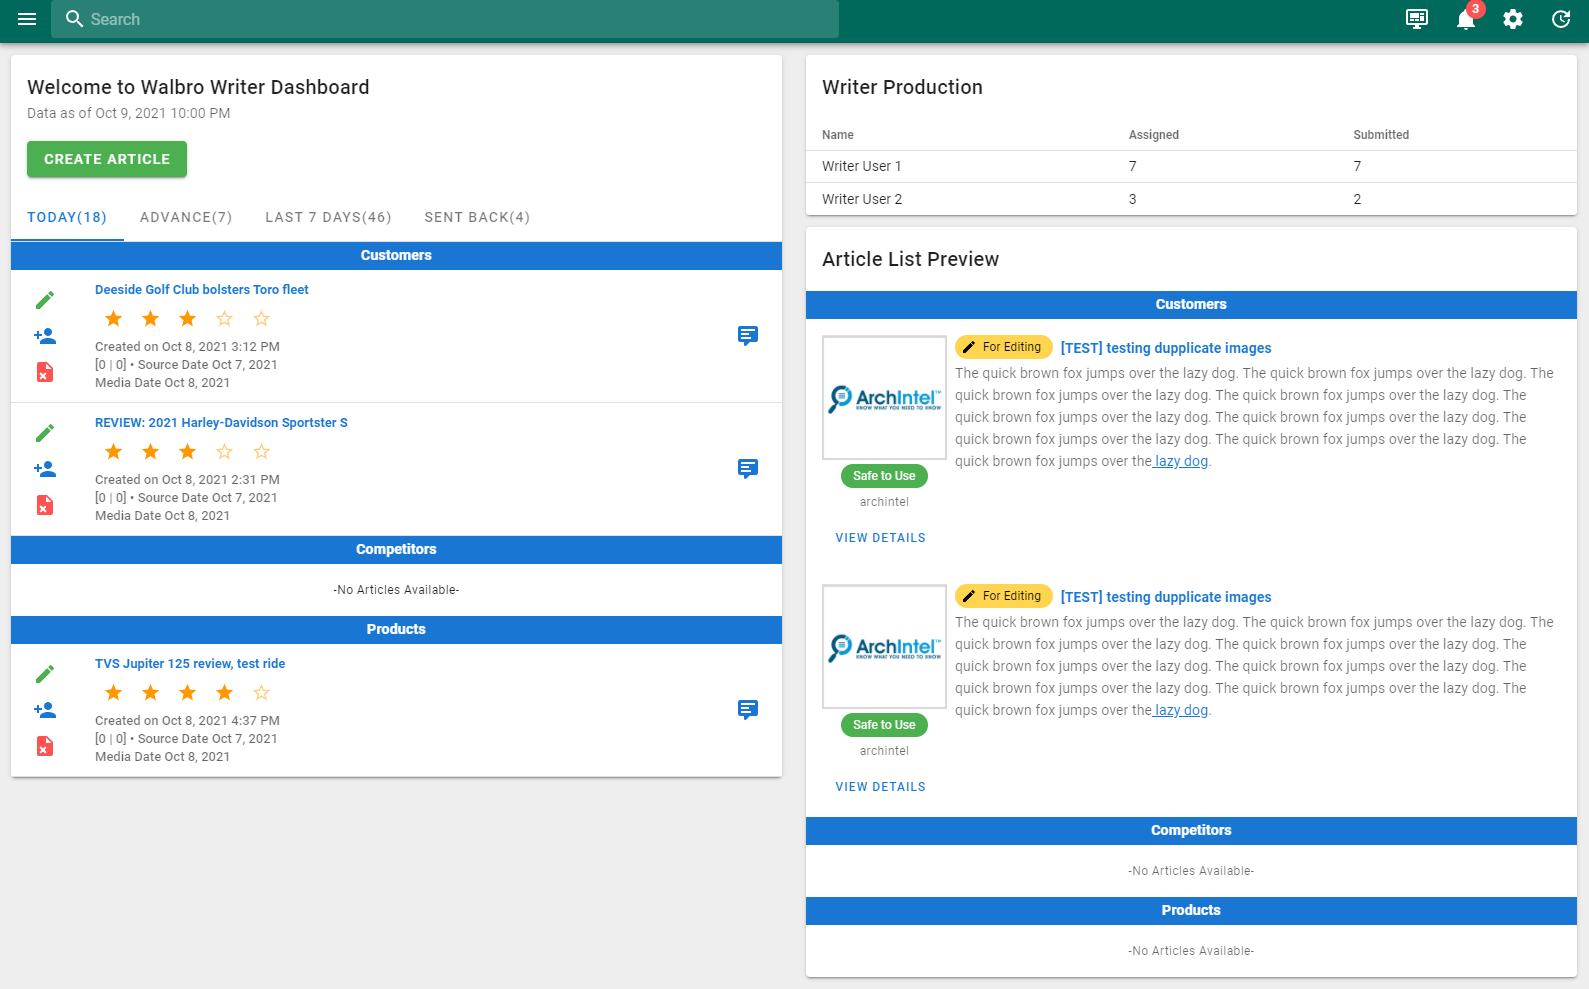 Search
3
Welcome to Walbro Writer Dashboard
Data as of Oct 9, 2021 10:00 PM
CREATE ARTICLE
TODAY(18) ADVANCE(7) LAST 7 DAYS(46) SENT BACK(4)
Customers
Deeside Golf Club bolsters Toro fleet
Created on Oct 8, 2021 3:12 PM
[0 | 0] • Source Date Oct 7, 2021
Media Date Oct 8, 2021
REVIEW: 2021 Harley-Davidson Sportster S
Created on Oct 8, 2021 2:31 PM
[0 | 0] • Source Date Oct 7, 2021
Media Date Oct 8, 2021
Competitors
-No Articles Available-
Products
TVS Jupiter 125 review, test ride
Created on Oct 8, 2021 4:37 PM
[0 | 0] • Source Date Oct 7, 2021
Media Date Oct 8, 2021
Writer Production
Name Assigned Submitted
Writer User 1 7 7
Writer User 2 3 2
Article List Preview
Customers
ArchIntel™
KNOW WHAT YOU NEED TO KNOW
Safe to Use
archintel
VIEW DETAILS
For Editing [TEST] testing dupplicate images
The quick brown fox jumps over the lazy dog. The quick brown fox jumps over the lazy dog. The
quick brown fox jumps over the lazy dog. The quick brown fox jumps over the lazy dog. The
quick brown fox jumps over the lazy dog. The quick brown fox jumps over the lazy dog. The
quick brown fox jumps over the lazy dog. The quick brown fox jumps over the lazy dog. The
quick brown fox jumps over the lazy dog.
ArchIntel™
KNOW WHAT YOU NEED TO KNOW
Safe to Use
archintel
VIEW DETAILS
For Editing [TEST] testing dupplicate images
The quick brown fox jumps over the lazy dog. The quick brown fox jumps over the lazy dog. The
quick brown fox jumps over the lazy dog. The quick brown fox jumps over the lazy dog. The
quick brown fox jumps over the lazy dog. The quick brown fox jumps over the lazy dog. The
quick brown fox jumps over the lazy dog. The quick brown fox jumps over the lazy dog. The
quick brown fox jumps over the lazy dog.
Competitors
-No Articles Available-
Products
-No Articles Available-